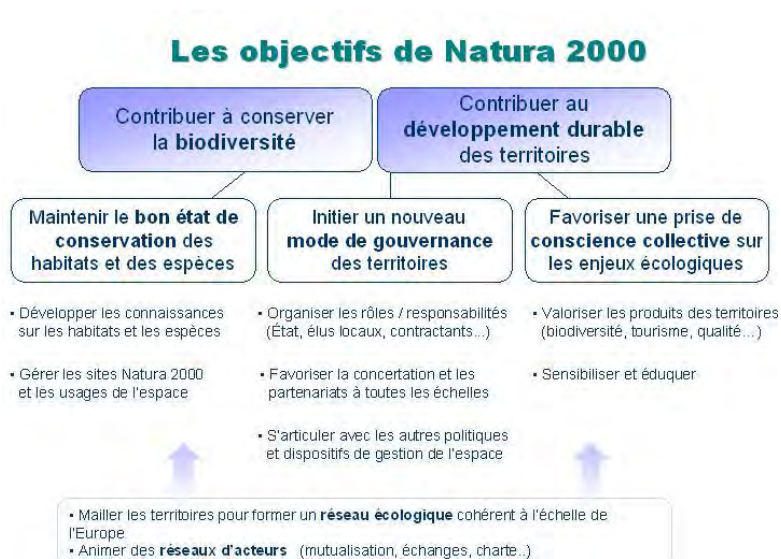 Les objectifs de Natura 2000
Contribuer à conserver
la biodiversité
Contribuer au
développement durable
des territoires
Maintenir le bon état de
conservation des
habitats et des espèces
Initier un nouveau
mode de gouvernance
des territoires
Favoriser une prise de
conscience collective sur
les enjeux écologiques
• Développer les connaissances
sur les habitats et les espèces
• Gérer les sites Natura 2000
et les usages de l'espace
• Organiser les rôles / responsabilités
(État, élus locaux, contractants...)
• Favoriser la concertation et les
partenariats à toutes les échelles
• S'articuler avec les autres politiques
et dispositifs de gestion de l'espace
• Valoriser les produits des territoires
(biodiversité, tourisme, qualité...)
• Sensibiliser et éduquer
• Mailler les territoires pour former un réseau écologique cohérent à l'échelle de
l'Europe
• Animer des réseaux d'acteurs (mutualisation, échanges, charte..)